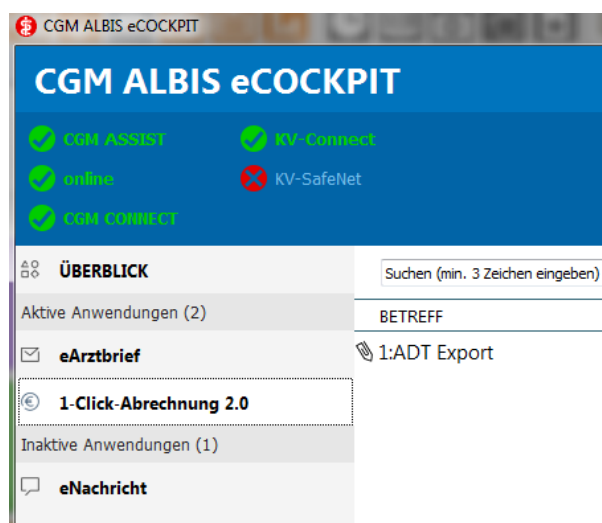 CGM ALBIS eCOCKPIT
CGM ALBIS eCOCKPIT
CGM ASSIST
KV-Connect
online
KV-SafeNet
CGM CONNECT
ÜBERBLICK
Suchen (min. 3 Zeichen eingeben)
Aktive Anwendungen (2)
BETREFF
eArztbrief
1:ADT Export
1-Click-Abrechnung 2.0
Inaktive Anwendungen (1)
eNachricht